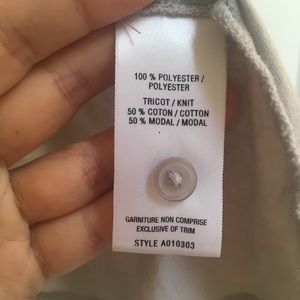 100 % POLYESTER /
POLYESTER
TRICOT / KNIT
50 % COTON / COTTON
50 % MODAL / MODAL
GARNITURE NON COMPRISE
EXCLUSIVE OF TRIM
STYLE A010303